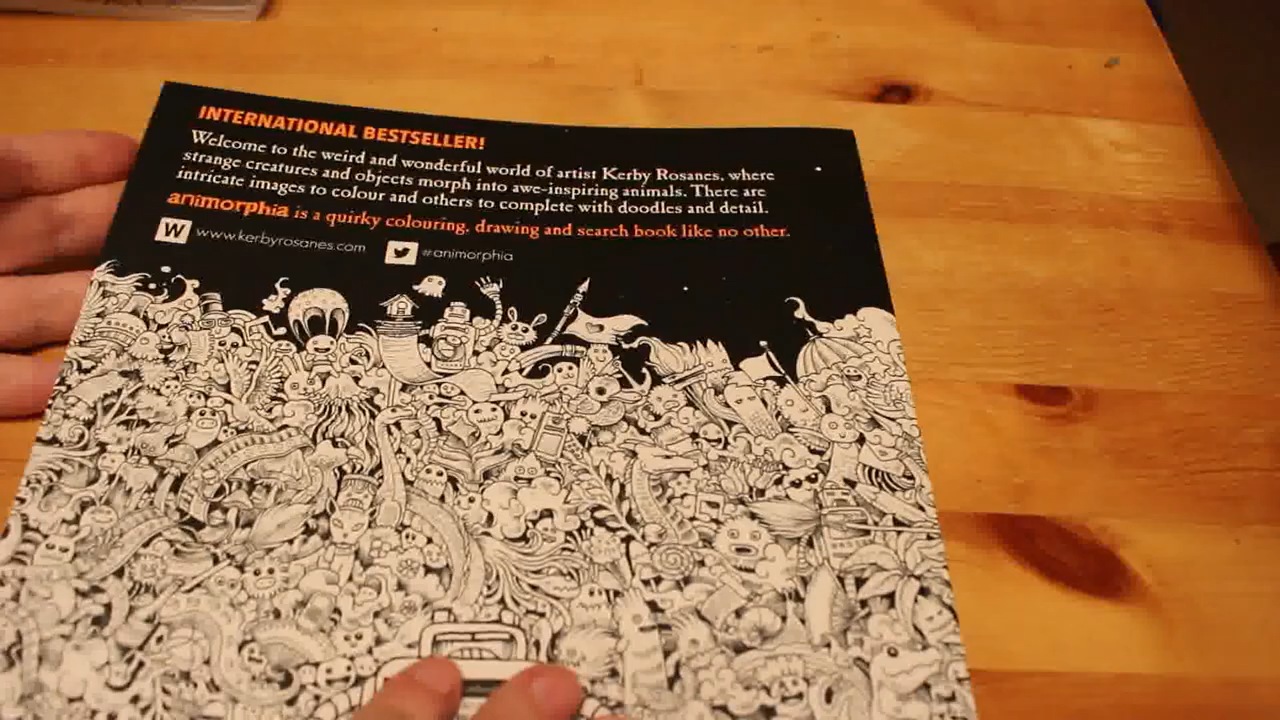 INTERNATIONAL BESTSELLER!
Welcome to the weird and wonderful world of artist Kerby Rosanes, where
strange creatures and objects morph into awe-inspiring animals. There are
intricate images to colour and others to complete with doodles and detail.
animorphia is a quirky colouring, drawing and search book like no other.
W www.kerbyrosanes.com #animorphia